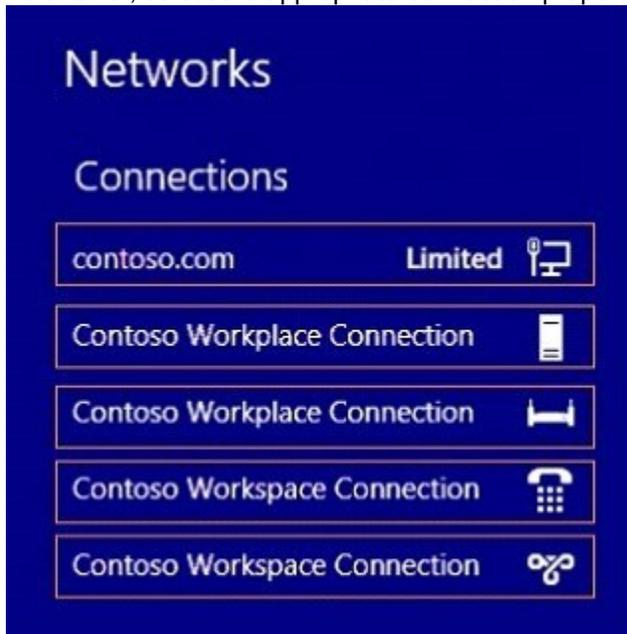 Networks
Connections
contoso.com Limited
Contoso Workplace Connection
Contoso Workplace Connection
Contoso Workspace Connection
Contoso Workspace Connection